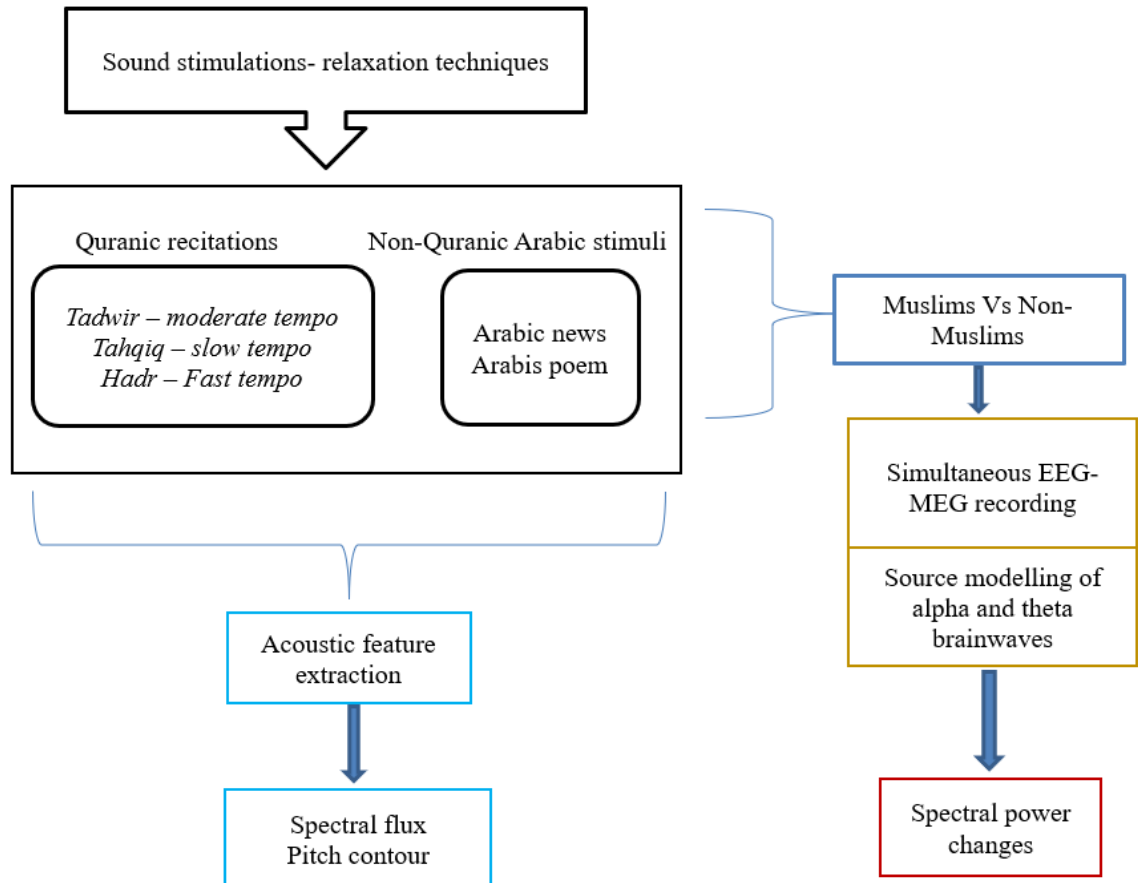 Sound stimulations- relaxation techniques
Quranic recitations
Tadwir – moderate tempo
Tahqiq – slow tempo
Hadr – Fast tempo
Non-Quranic Arabic stimuli
Arabic news
Arabis poem
Muslims Vs Non-
Muslims
Simultaneous EEG-
MEG recording
Source modelling of
alpha and theta
brainwaves
Spectral power
changes
Acoustic feature
extraction
Spectral flux
Pitch contour